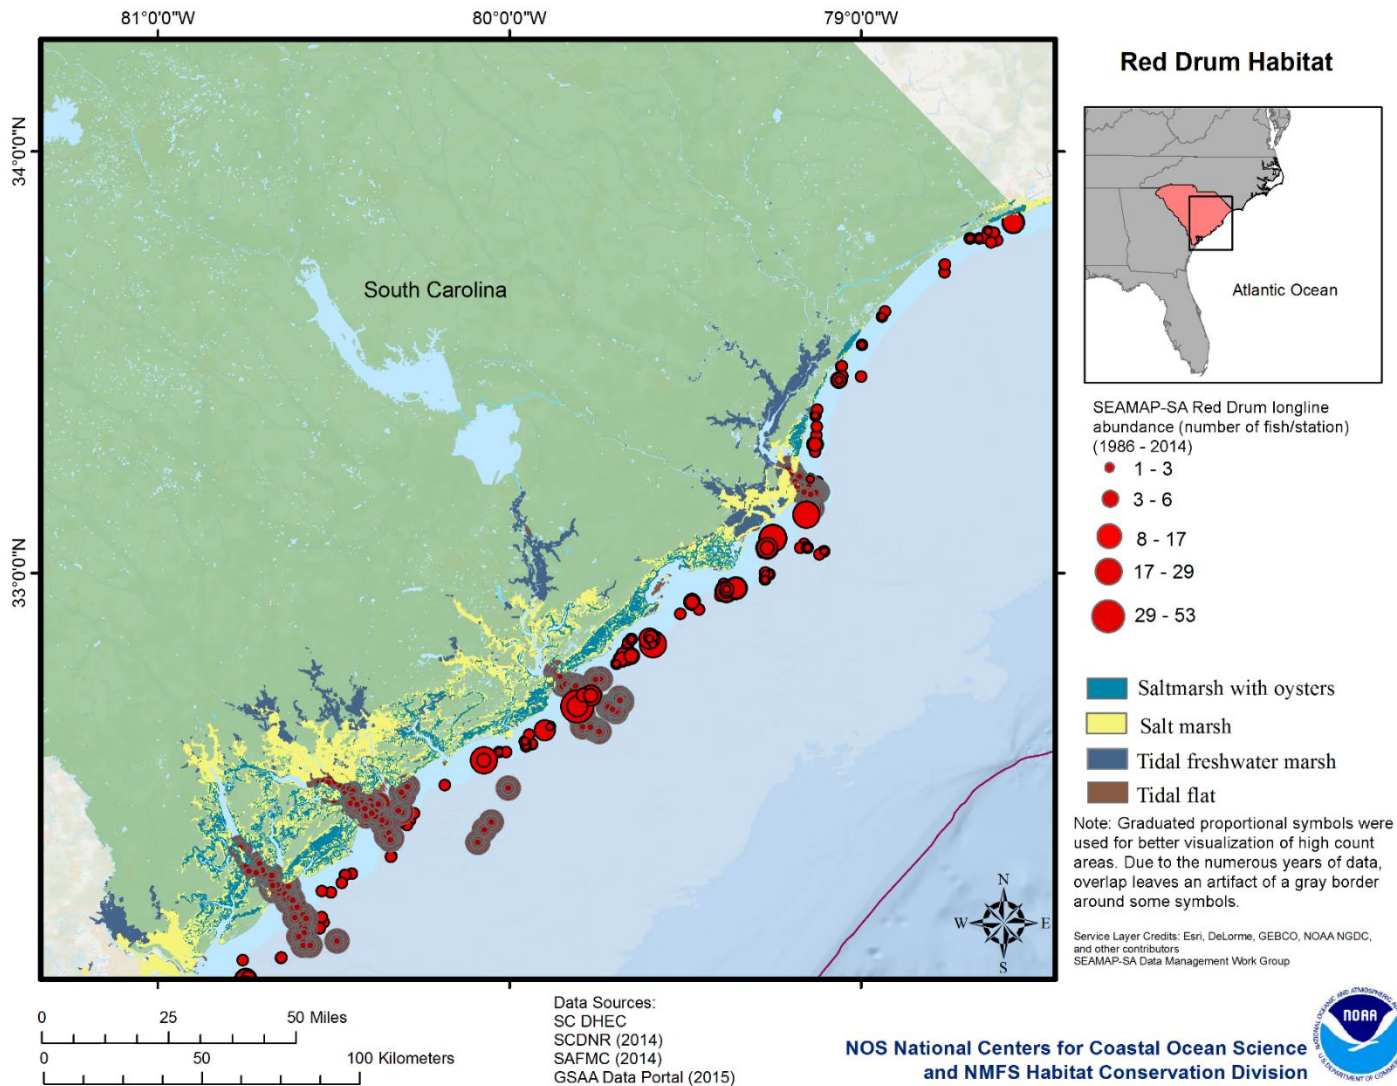 81°0'0"W
80°0'0"W
79°0'0"W
34°0'0"N
33°0'0"N
South Carolina
Red Drum Habitat
Atlantic Ocean
SEAMAP-SA Red Drum longline
abundance (number of fish/station)
(1986 - 2014)
1 - 3
3 - 6
8 - 17
17 - 29
29 - 53
Saltmarsh with oysters
Salt marsh
Tidal freshwater marsh
Tidal flat
Note: Graduated proportional symbols were
used for better visualization of high count
areas. Due to the numerous years of data,
overlap leaves an artifact of a gray border
around some symbols.
N
W
E
S
Service Layer Credits: Esri, DeLorme, GEBCO, NOAA NGDC,
and other contributors
SEAMAP-SA Data Management Work Group
0 25 50 Miles
0 50 100 Kilometers
Data Sources:
SC DHEC
SCDNR (2014)
SAFMC (2014)
GSAA Data Portal (2015)
NOS National Centers for Coastal Ocean Science
and NMFS Habitat Conservation Division
NOAA